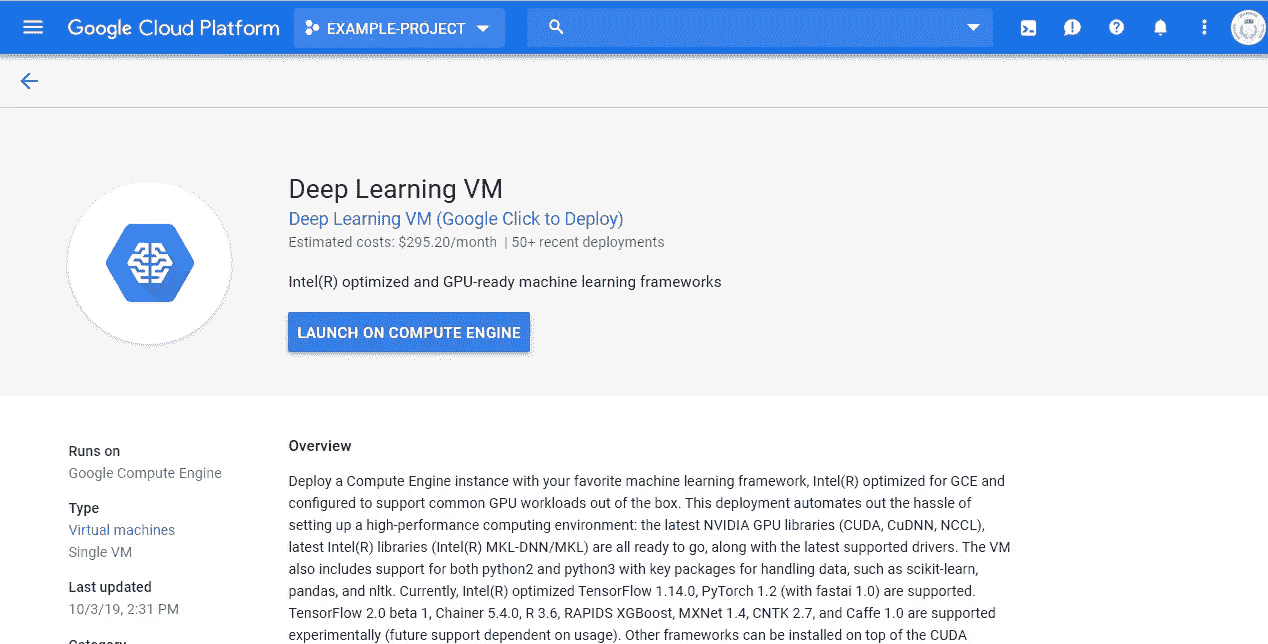 Google Cloud Platform EXAMPLE-PROJECT
Deep Learning VM
Deep Learning VM (Google Click to Deploy)
Estimated costs: $295.20/month | 50+ recent deployments
Intel(R) optimized and GPU-ready machine learning frameworks
LAUNCH ON COMPUTE ENGINE
Runs on
Google Compute Engine
Type
Virtual machines
Single VM
Last updated
10/3/19, 2:31 PM
Category
Overview
Deploy a Compute Engine instance with your favorite machine learning framework, Intel(R) optimized for GCE and
configured to support common GPU workloads out of the box. This deployment automates out the hassle of
setting up a high-performance computing environment: the latest NVIDIA GPU libraries (CUDA, CuDNN, NCCL),
latest Intel(R) libraries (Intel(R) MKL-DNN/MKL) are all ready to go, along with the latest supported drivers. The VM
also includes support for both python2 and python3 with key packages for handling data, such as scikit-learn,
pandas, and nltk. Currently, Intel(R) optimized TensorFlow 1.14.0, PyTorch 1.2 (with fastai 1.0) are supported.
TensorFlow 2.0 beta 1, Chainer 5.4.0, R 3.6, RAPIDS XGBoost, MXNet 1.4, CNTK 2.7, and Caffe 1.0 are supported
experimentally (future support dependent on usage). Other frameworks can be installed on top of the CUDA